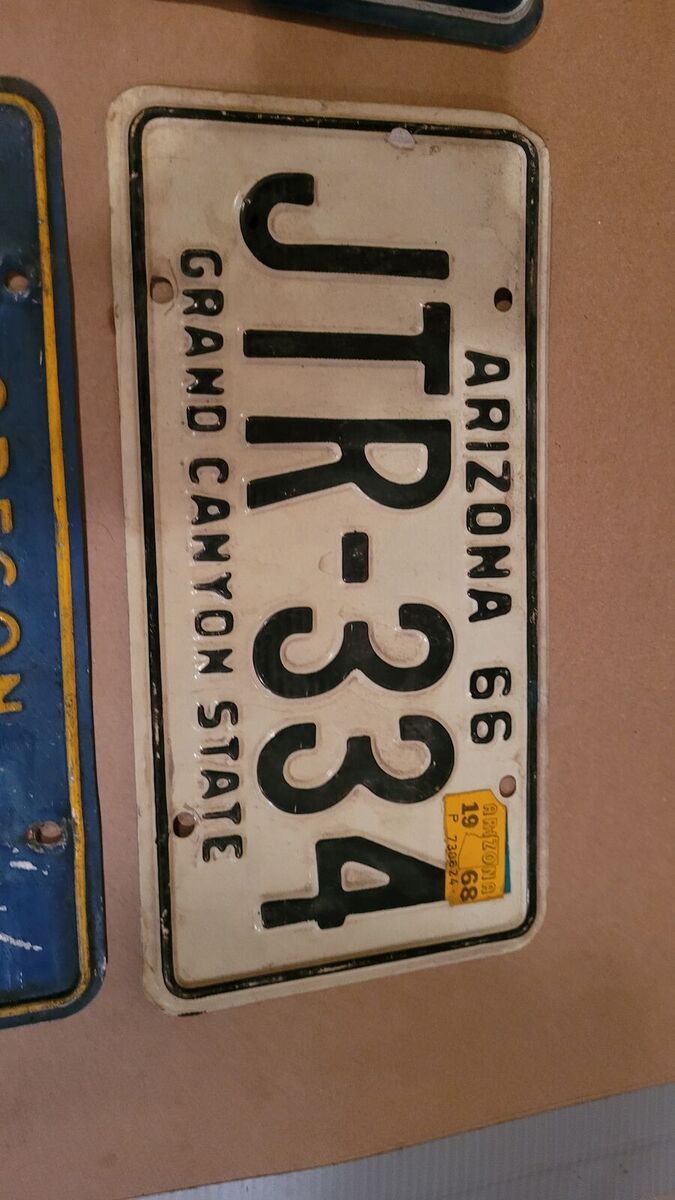 ARIZONA 66
JTR-334
ARIZONA
19 68
P 730624
GRAND CANYON STATE
OREGON